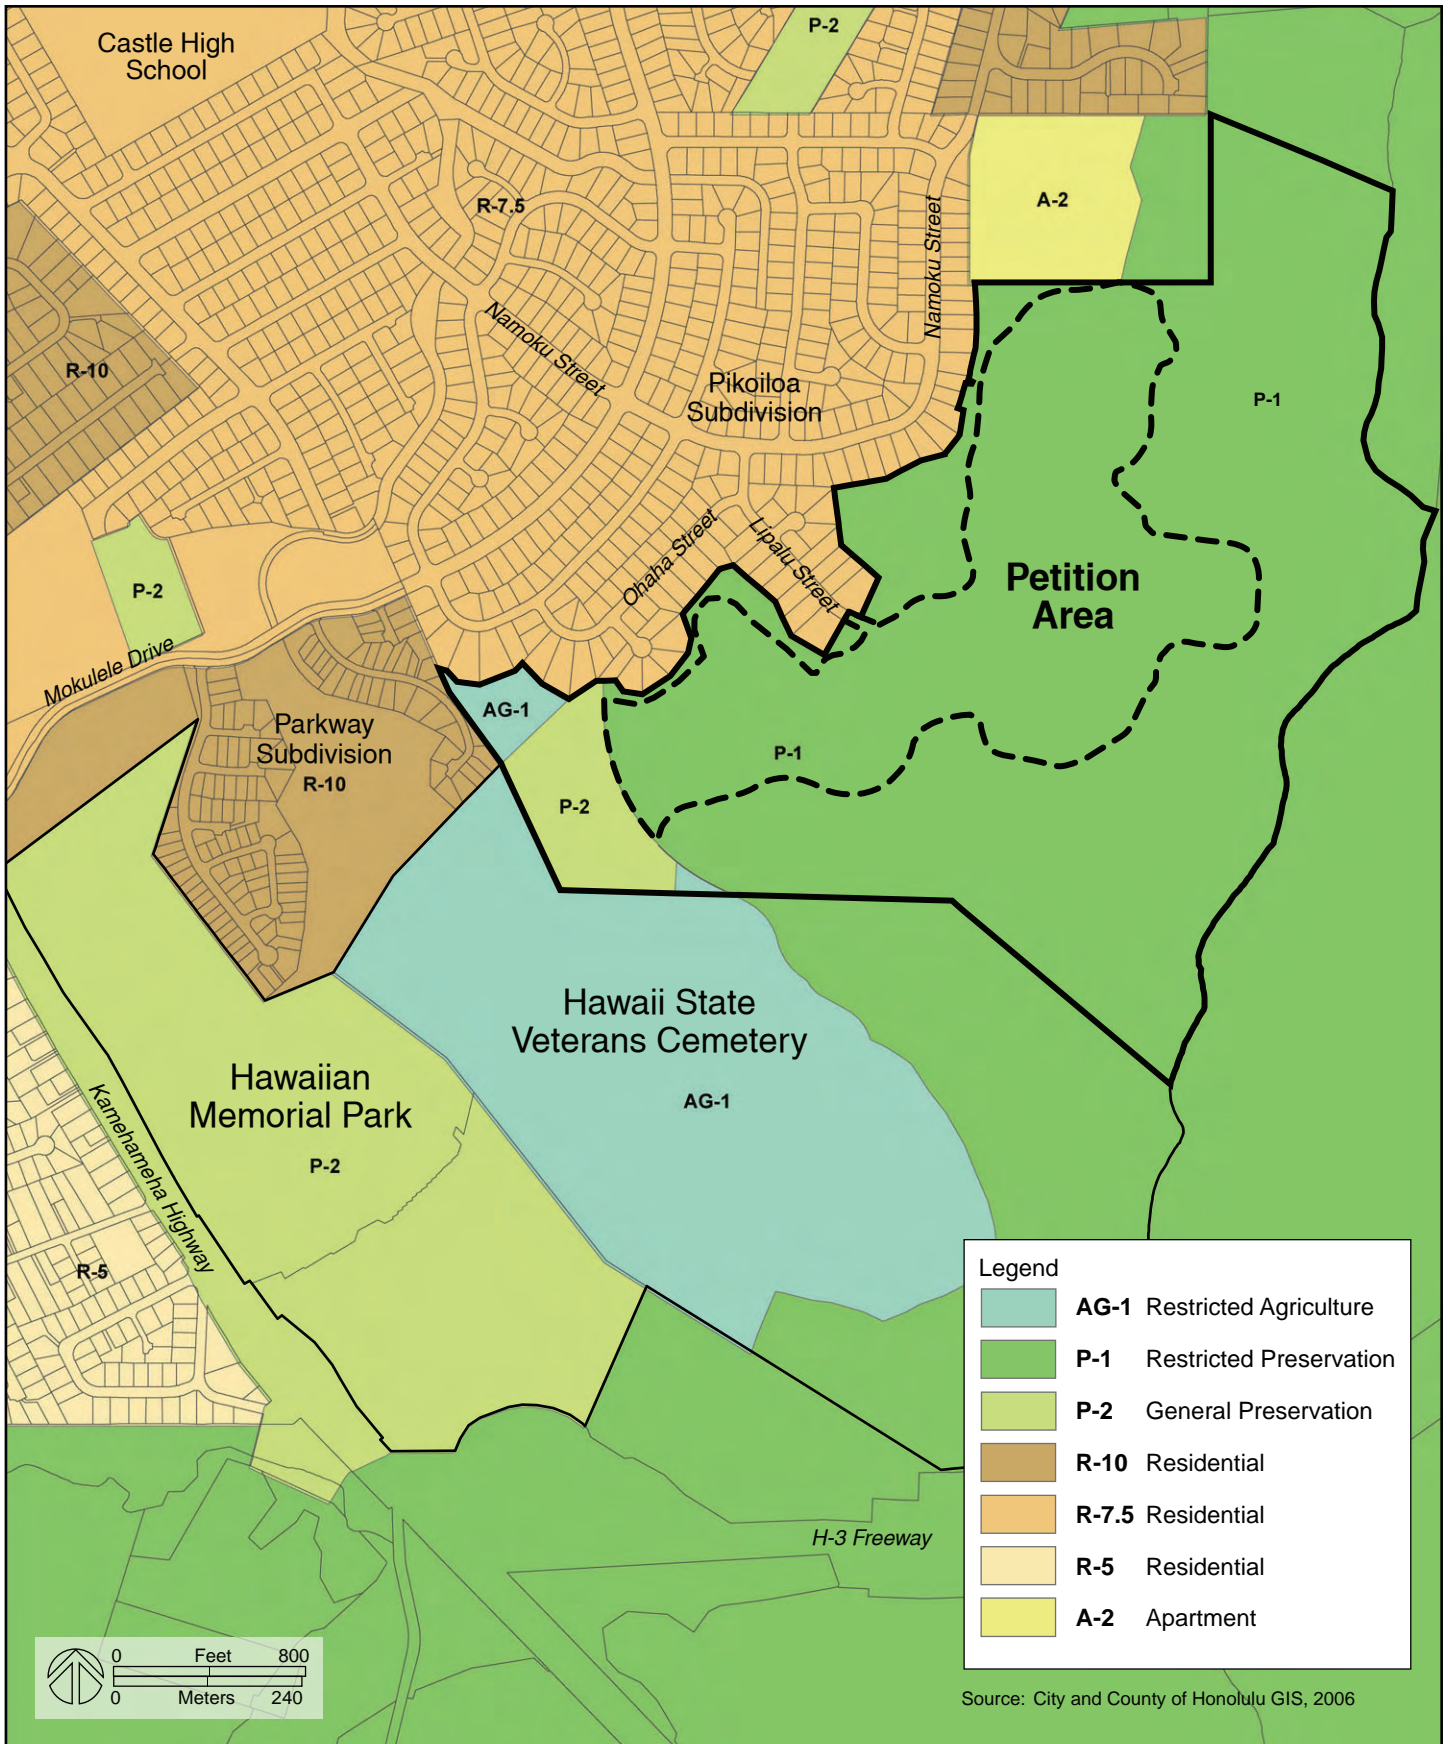 Castle High
School
P-2
R-7.5
A-2
Namoku Street
R-10
Namoku Street
Pikoiloa
Subdivision
P-1
Ohaha Street
Lipalu Street
Petition
Area
P-2
Mokulele Drive
AG-1
Parkway
Subdivision
R-10
P-1
P-2
Hawaii State
Veterans Cemetery
AG-1
Hawaiian
Memorial Park
P-2
Kamehameha Highway
R-5
H-3 Freeway
Legend
AG-1 Restricted Agriculture
P-1 Restricted Preservation
P-2 General Preservation
R-10 Residential
R-7.5 Residential
R-5 Residential
A-2 Apartment
0 Feet 800
0 Meters 240
Source: City and County of Honolulu GIS, 2006